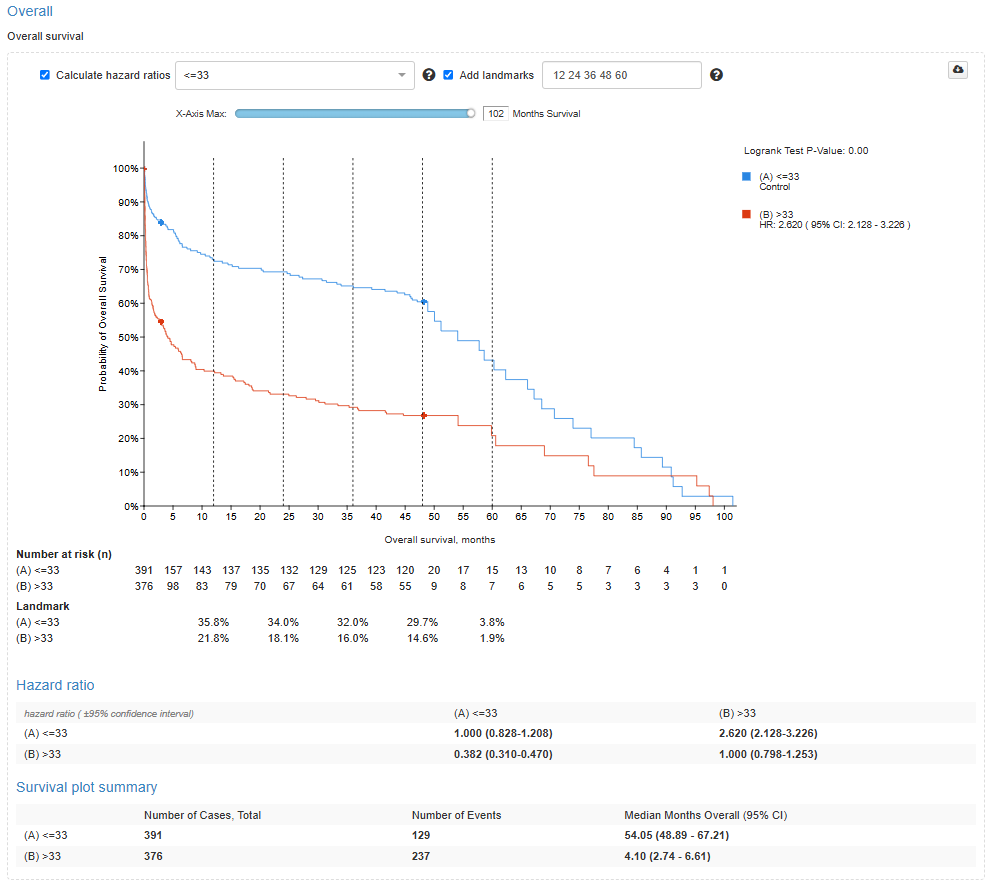 Overall
Overall survival
Calculate hazard ratios <=33 ? Add landmarks 12 24 36 48 60 ?
X-Axis Max: 102 Months Survival
Logrank Test P-Value: 0.00
(A) <=33
Control
(B) >33
HR: 2.620 ( 95% CI: 2.128 - 3.226 )
Probability of Overall Survival
100%
90%
80%
70%
60%
50%
40%
30%
20%
10%
0%
0 5 10 15 20 25 30 35 40 45 50 55 60 65 70 75 80 85 90 95 100
Overall survival, months
Number at risk (n)
(A) <=33 391 157 143 137 135 132 129 125 123 120 20 17 15 13 10 8 7 6 4 1 1
(B) >33 376 98 83 79 70 67 64 61 58 55 9 8 7 6 5 5 3 3 3 3 0
Landmark
(A) <=33 35.8% 34.0% 32.0% 29.7% 3.8%
(B) >33 21.8% 18.1% 16.0% 14.6% 1.9%
Hazard ratio
hazard ratio ( ±95% confidence interval) (A) <=33 (B) >33
(A) <=33 1.000 (0.828-1.208) 2.620 (2.128-3.226)
(B) >33 0.382 (0.310-0.470) 1.000 (0.798-1.253)
Survival plot summary
Number of Cases, Total Number of Events Median Months Overall (95% CI)
(A) <=33 391 129 54.05 (48.89 - 67.21)
(B) >33 376 237 4.10 (2.74 - 6.61)